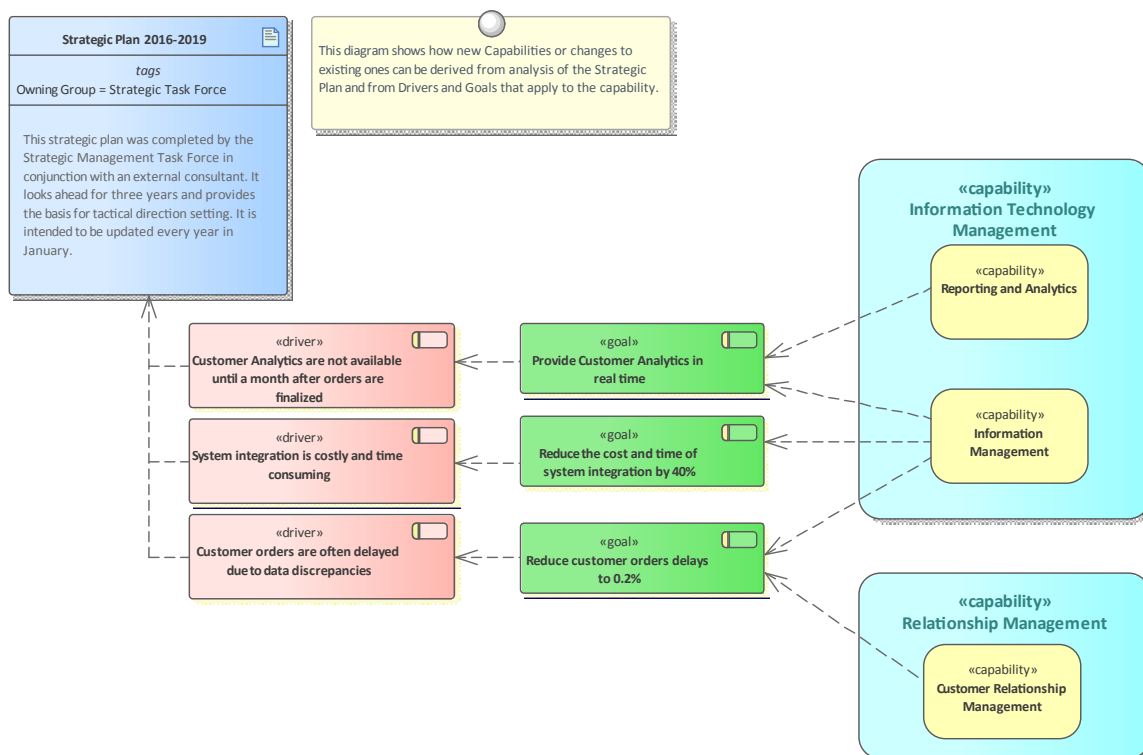 Strategic Plan 2016-2019
tags
Owning Group = Strategic Task Force
This strategic plan was completed by the
Strategic Management Task Force in
conjunction with an external consultant. It
looks ahead for three years and provides
the basis for tactical direction setting. It is
intended to be updated every year in
January.
This diagram shows how new Capabilities or changes to
existing ones can be derived from analysis of the Strategic
Plan and from Drivers and Goals that apply to the capability.
«driver»
Customer Analytics are not available
until a month after orders are
finalized
«goal»
Provide Customer Analytics in
real time
«driver»
System integration is costly and time
consuming
«goal»
Reduce the cost and time of
system integration by 40%
«driver»
Customer orders are often delayed
due to data discrepancies
«goal»
Reduce customer orders delays
to 0.2%
«capability»
Information Technology
Management
«capability»
Reporting and Analytics
«capability»
Information
Management
«capability»
Relationship Management
«capability»
Customer Relationship
Management